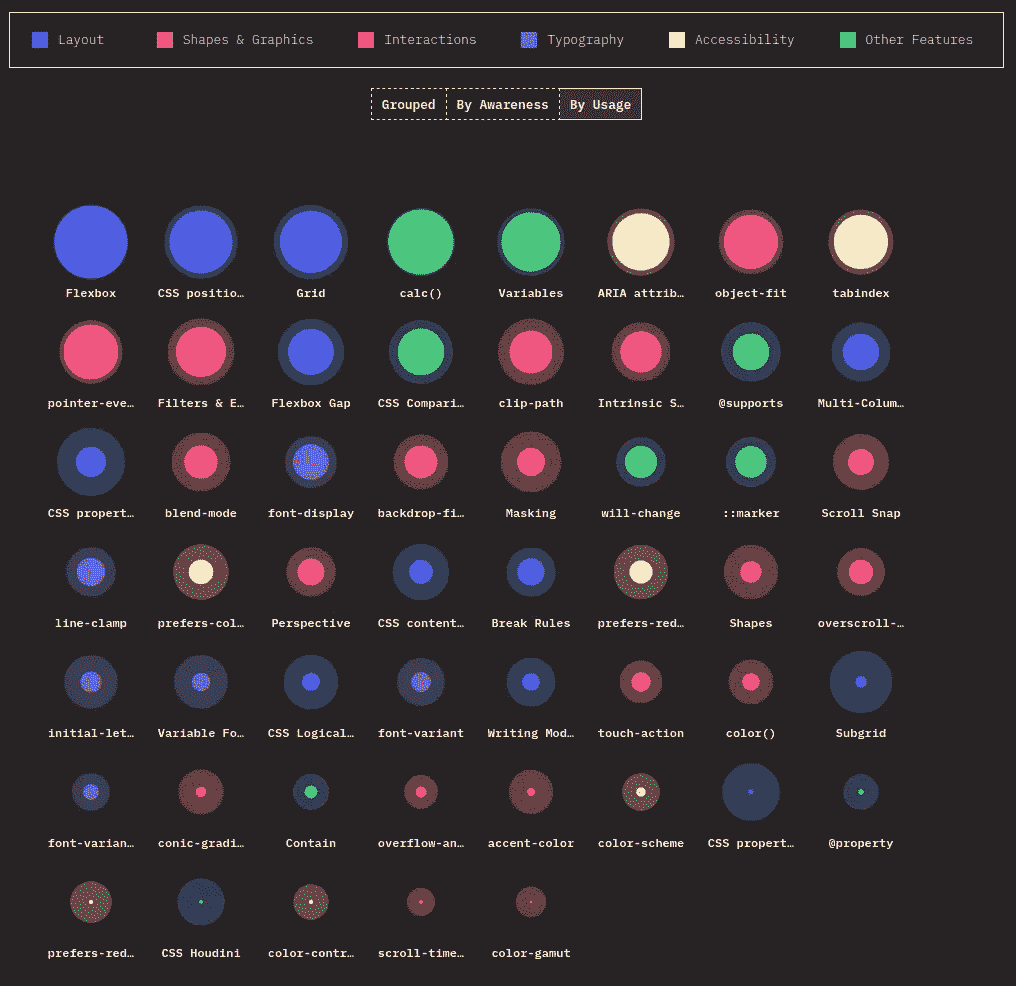 Layout Shapes & Graphics Interactions Typography Accessibility Other Features
Grouped By Awareness By Usage
Flexbox CSS positio… Grid calc() Variables ARIA attrib… object-fit tabindex
pointer-eve… Filters & E… Flexbox Gap CSS Compari… clip-path Intrinsic S… @supports Multi-Colum…
CSS propert… blend-mode font-display backdrop-fi… Masking will-change ::marker Scroll Snap
line-clamp prefers-col… Perspective CSS content… Break Rules prefers-red… Shapes overscroll-…
initial-let… Variable Fo… CSS Logical… font-variant Writing Mod… touch-action color() Subgrid
font-varian… conic-gradi… Contain overflow-an… accent-color color-scheme CSS propert… @property
prefers-red… CSS Houdini color-contr… scroll-time… color-gamut